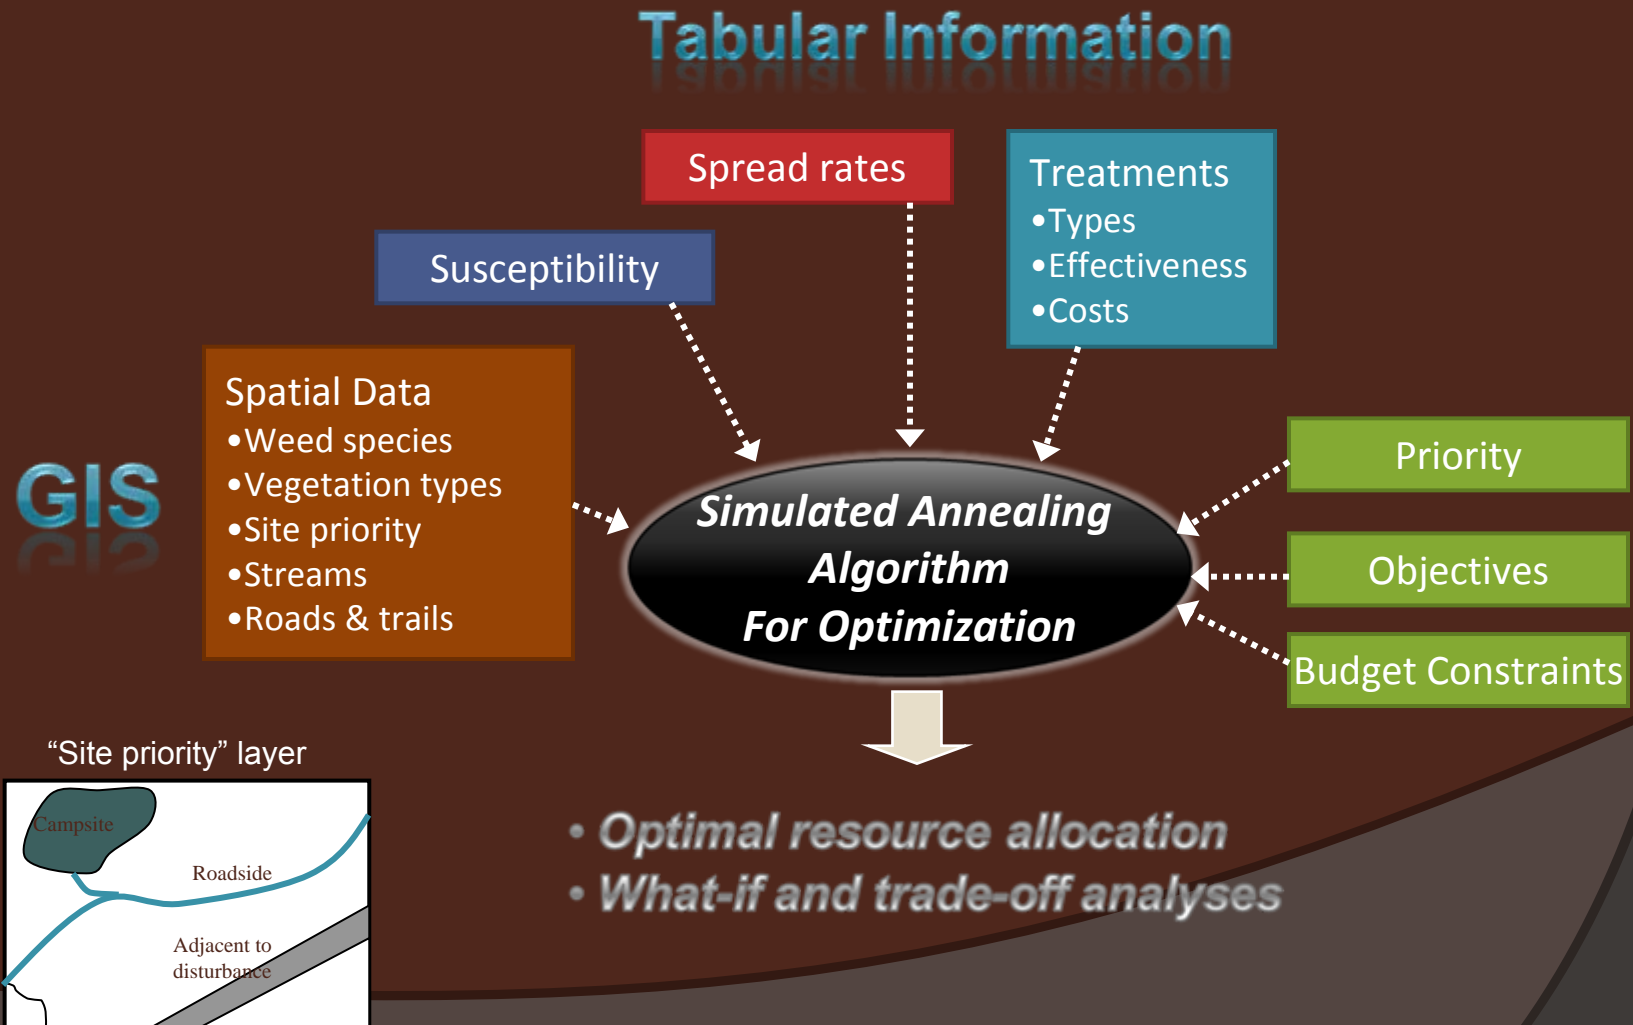 Tabular Information
Spread rates
Treatments
•Types
•Effectiveness
•Costs
Susceptibility
Spatial Data
•Weed species
•Vegetation types
•Site priority
•Streams
•Roads & trails
GIS
Simulated Annealing
Algorithm
For Optimization
Priority
Objectives
Budget Constraints
“Site priority” layer
Campsite
Roadside
Adjacent to
disturbance
• Optimal resource allocation
• What-if and trade-off analyses